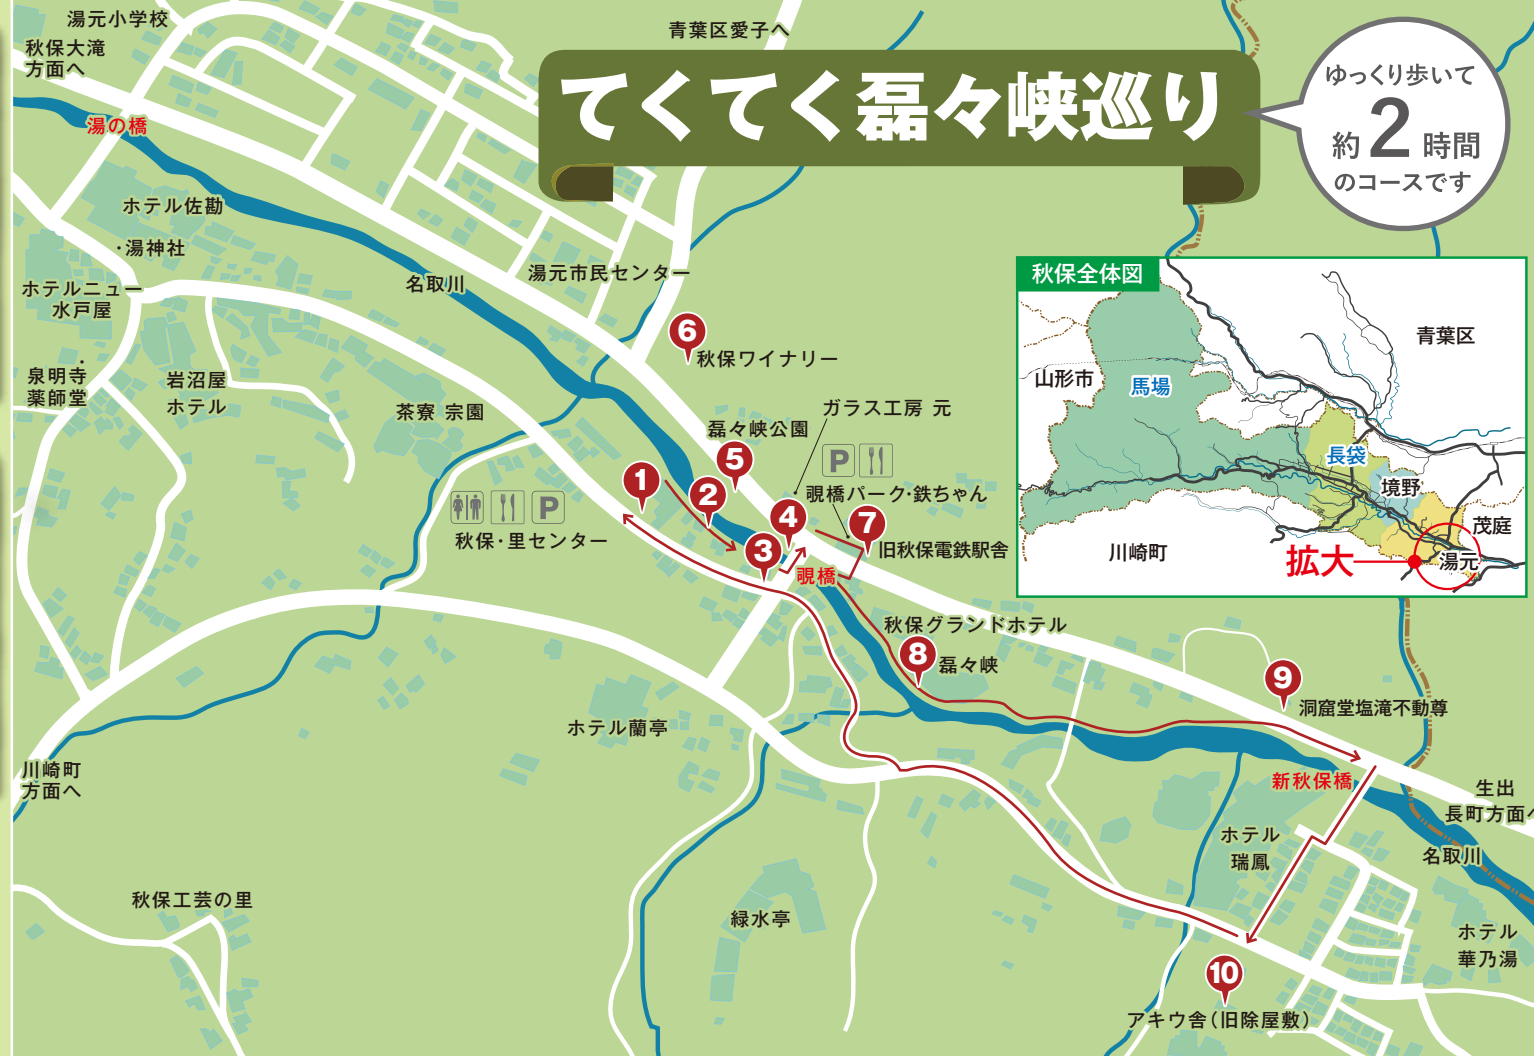 湯元小学校
秋保大滝
方面へ
青葉区愛子へ
てくてく磊々峡巡り
ゆっくり歩いて
約2時間
のコースです
湯の橋
ホテル佐勘
・湯神社
ホテルニュー
水戸屋
名取川
湯元市民センター
泉明寺・
薬師堂
岩沼屋
ホテル
茶寮 宗園
6
秋保ワイナリー
ガラス工房 元
磊々峡公園
P
覗橋パーク・鉄ちゃん
1
2
3
4
5
7
旧秋保電鉄駅舎
P
秋保・里センター
覗橋
秋保グランドホテル
8
磊々峡
9
洞窟堂塩滝不動尊
ホテル蘭亭
川崎町
方面へ
新秋保橋
生出
長町方面へ
ホテル
瑞鳳
名取川
秋保工芸の里
緑水亭
ホテル
華乃湯
10
アキウ舎(旧除屋敷)
秋保全体図
青葉区
山形市
馬場
長袋
境野
茂庭
川崎町
拡大
湯元